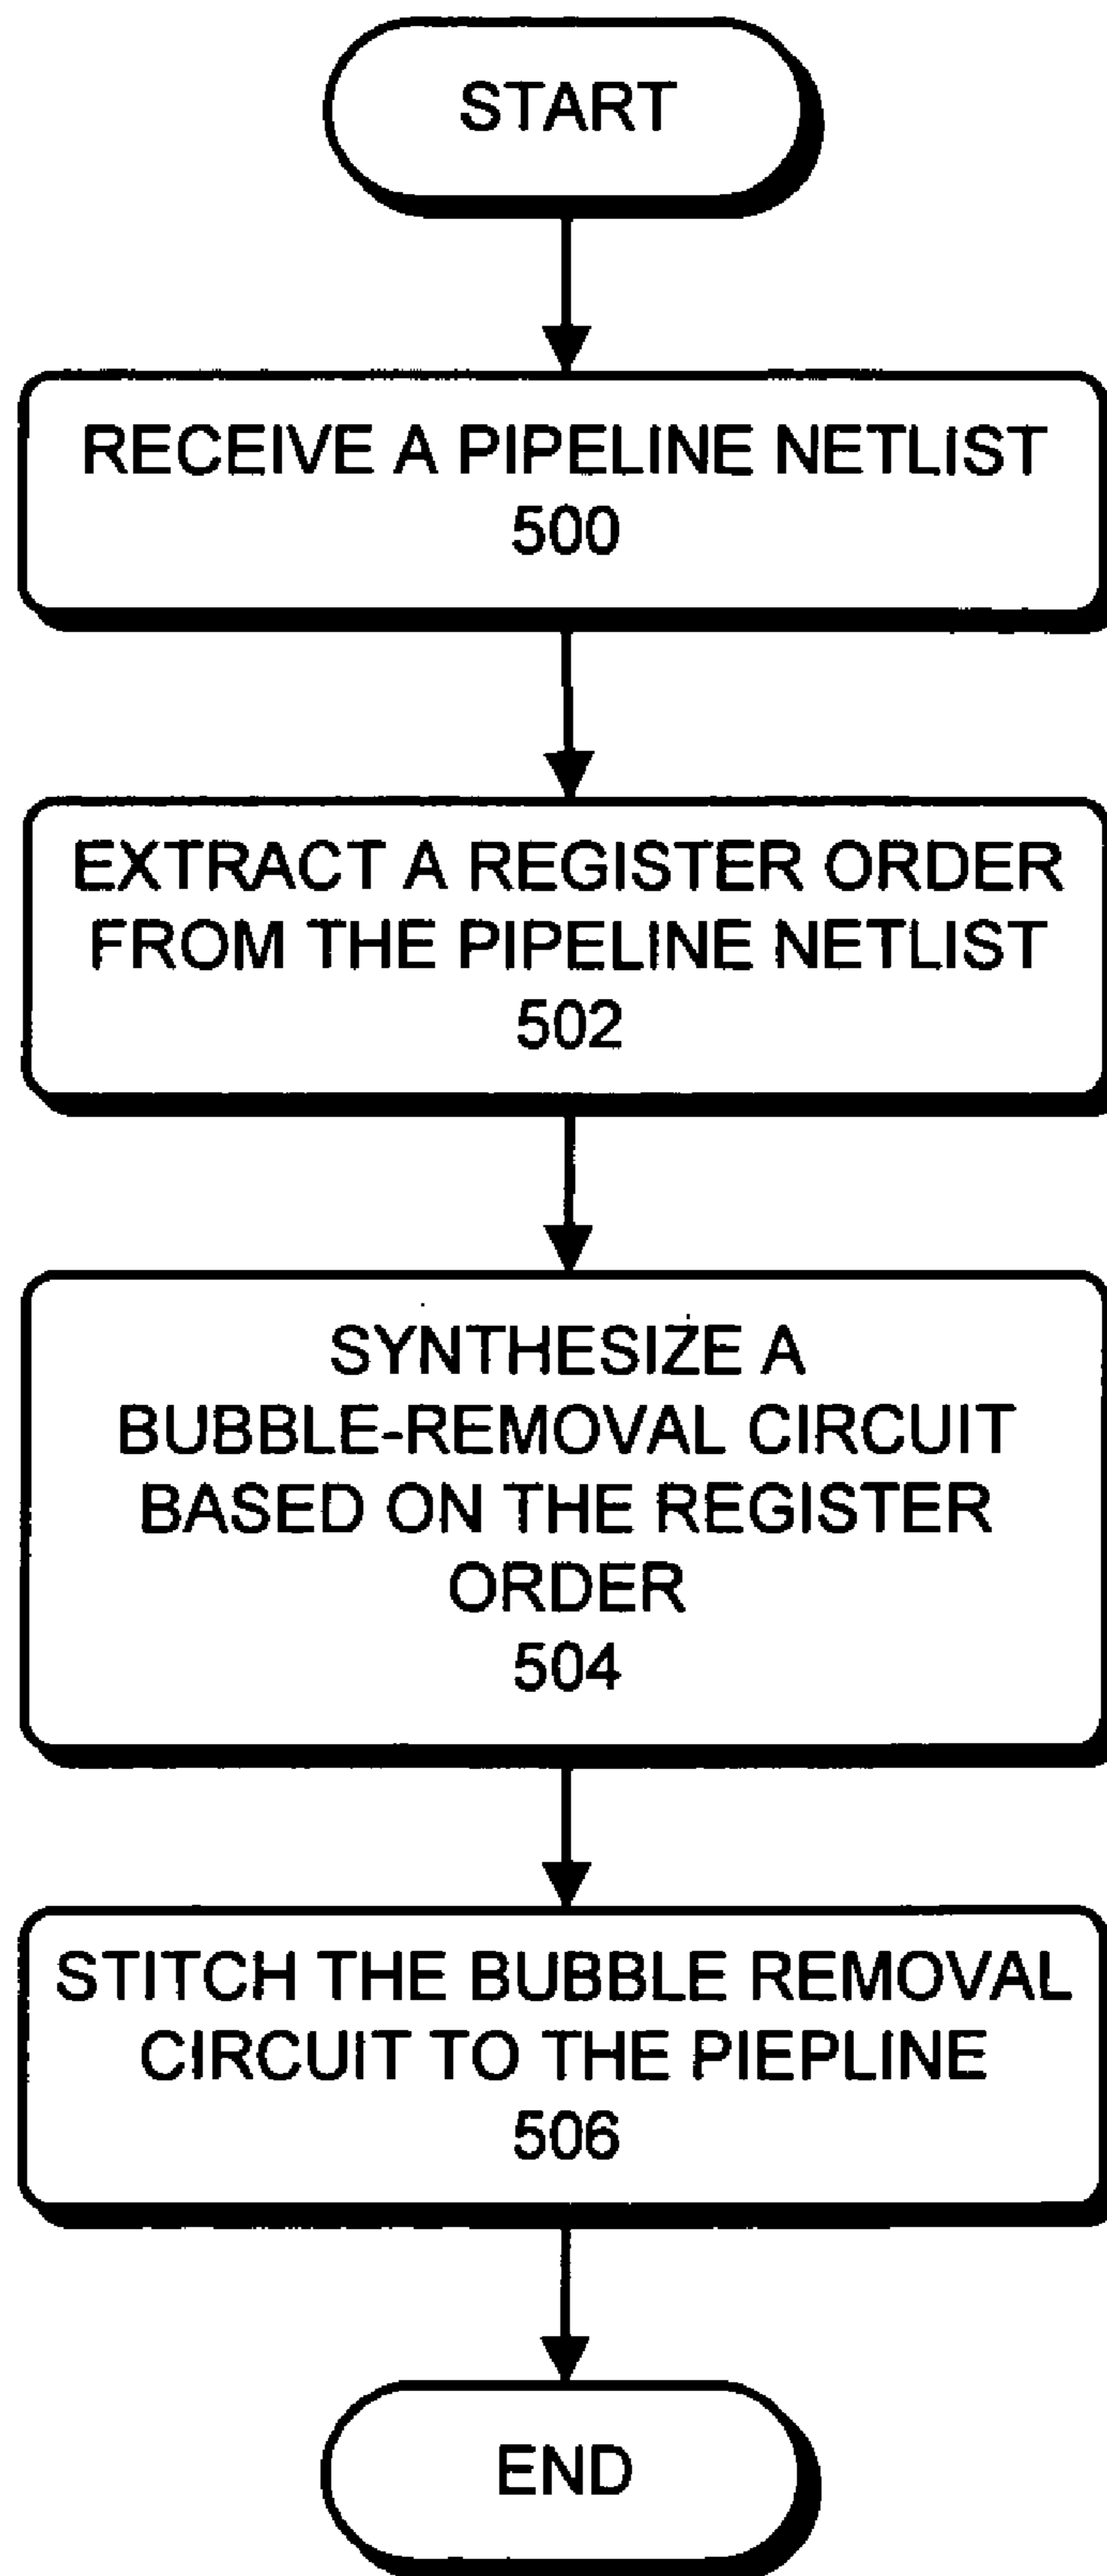 START
RECEIVE A PIPELINE NETLIST
500
EXTRACT A REGISTER ORDER
FROM THE PIPELINE NETLIST
502
SYNTHESIZE A
BUBBLE-REMOVAL CIRCUIT
BASED ON THE REGISTER
ORDER
504
STITCH THE BUBBLE REMOVAL
CIRCUIT TO THE PIEPLINE
506
END